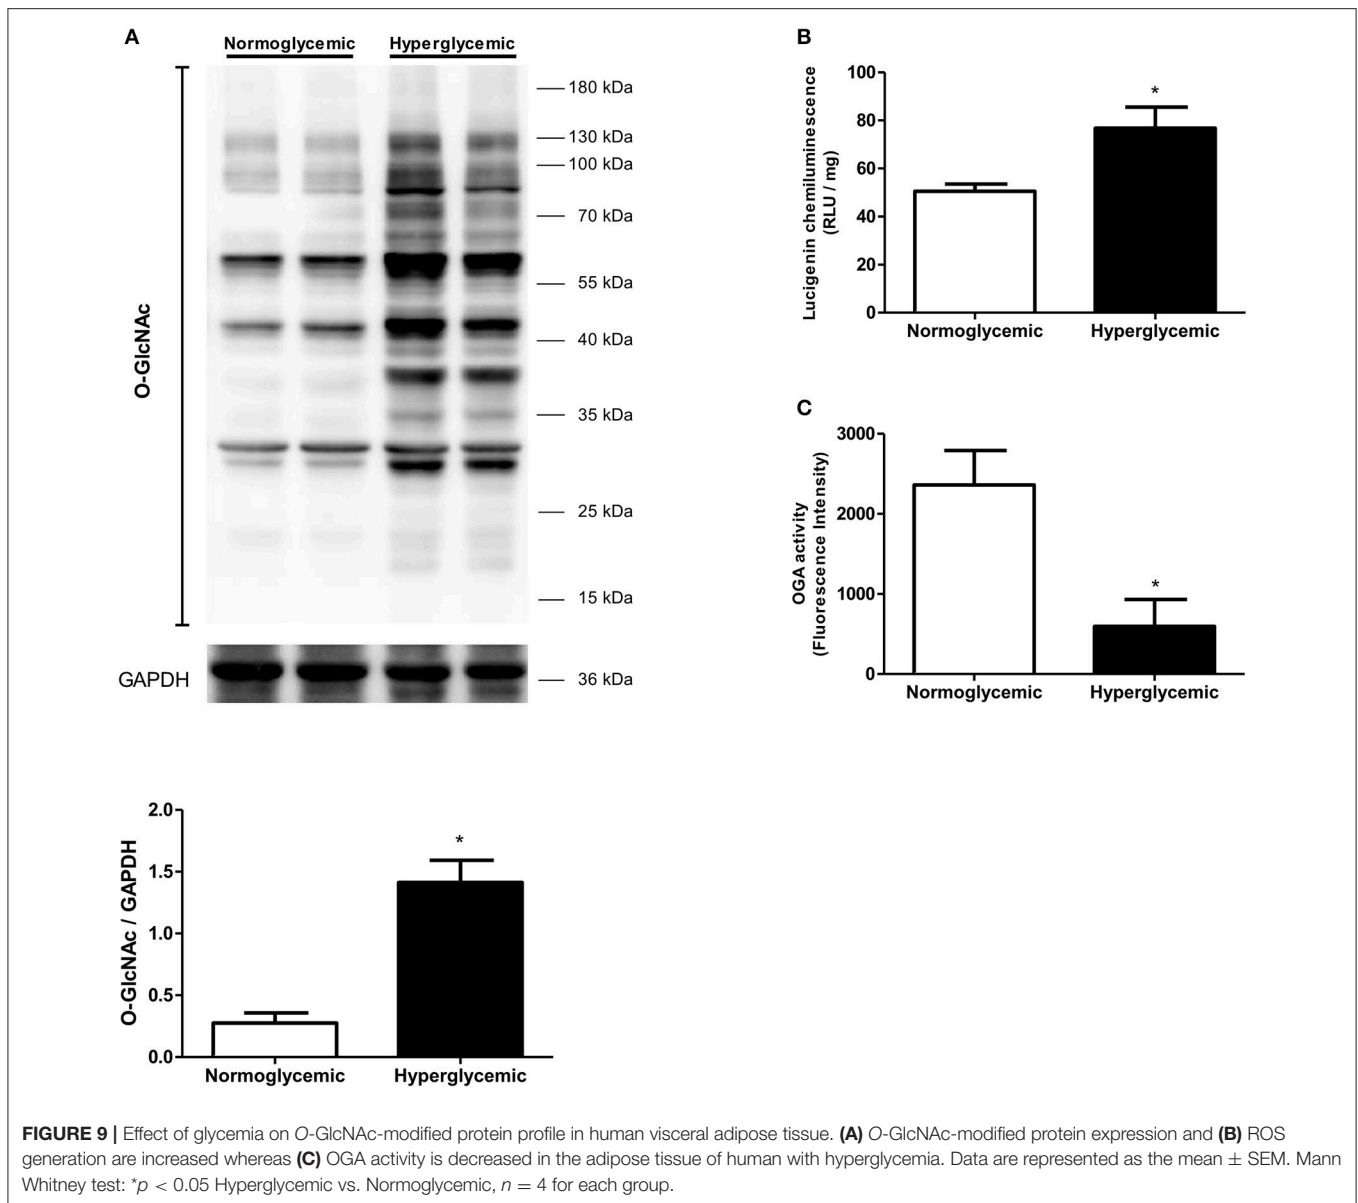 A
Normoglycemic Hyperglycemic
180 kDa
130 kDa
100 kDa
70 kDa
55 kDa
40 kDa
35 kDa
25 kDa
15 kDa
O-GlcNAc
GAPDH
36 kDa
2.0
1.5
1.0
0.5
0.0
O-GlcNAc / GAPDH
*
Normoglycemic Hyperglycemic
B
100
80
60
40
20
0
Lucigenin chemiluminescence
(RLU / mg)
*
Normoglycemic Hyperglycemic
C
3000
2000
1000
0
OGA activity
(Fluorescence Intensity)
*
Normoglycemic Hyperglycemic
FIGURE 9 | Effect of glycemia on O-GlcNAc-modified protein profile in human visceral adipose tissue. (A) O-GlcNAc-modified protein expression and (B) ROS
generation are increased whereas (C) OGA activity is decreased in the adipose tissue of human with hyperglycemia. Data are represented as the mean ± SEM. Mann
Whitney test: *p < 0.05 Hyperglycemic vs. Normoglycemic, n = 4 for each group.